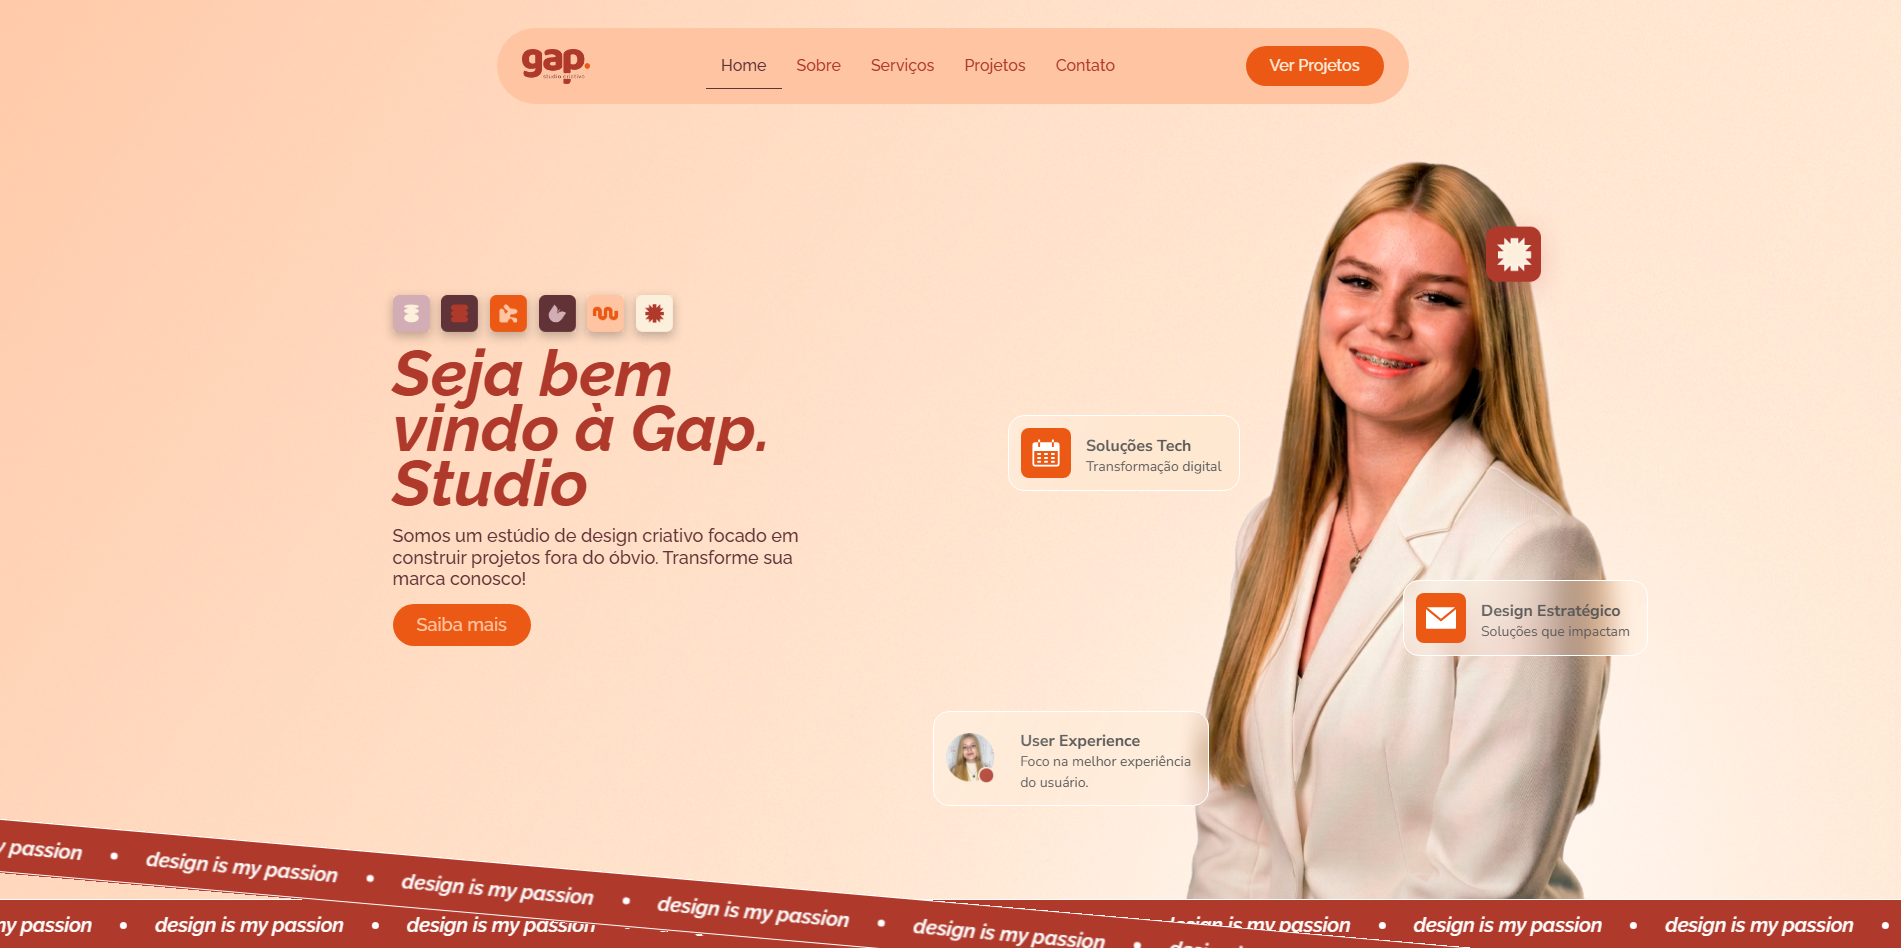 gap.
studio criativo
Home
Sobre
Serviços
Projetos
Contato
Ver Projetos
Seja bem
vindo à Gap.
Studio
Somos um estúdio de design criativo focado em
construir projetos fora do óbvio. Transforme sua
marca conosco!
Saiba mais
Soluções Tech
Transformação digital
Design Estratégico
Soluções que impactam
User Experience
Foco na melhor experiência
do usuário.
y passion • design is my passion • design is my passion • design is my passion • design is my passion •
my passion • design is my passion • design is my passion
design is my passion • design is my passion • design is my passion •